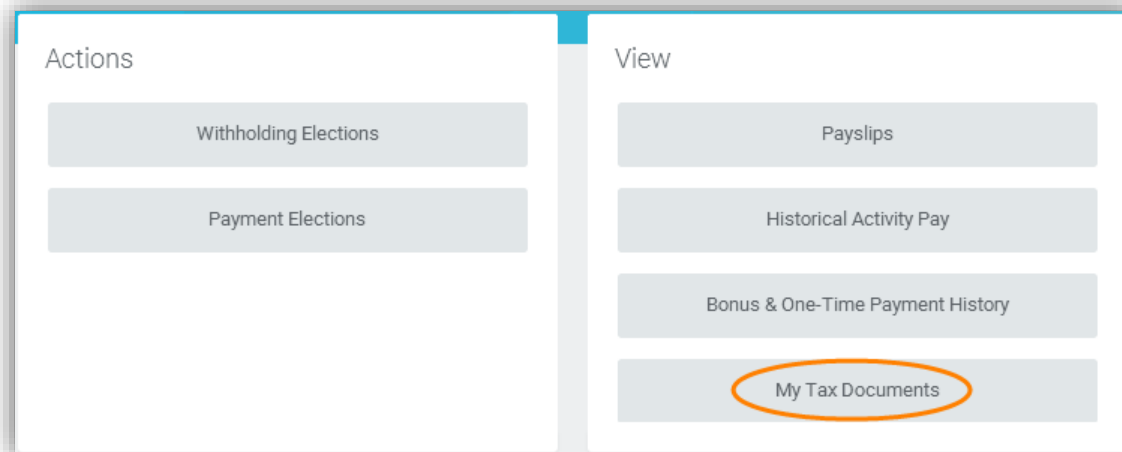 Actions
Withholding Elections
Payment Elections
View
Payslips
Historical Activity Pay
Bonus & One-Time Payment History
My Tax Documents